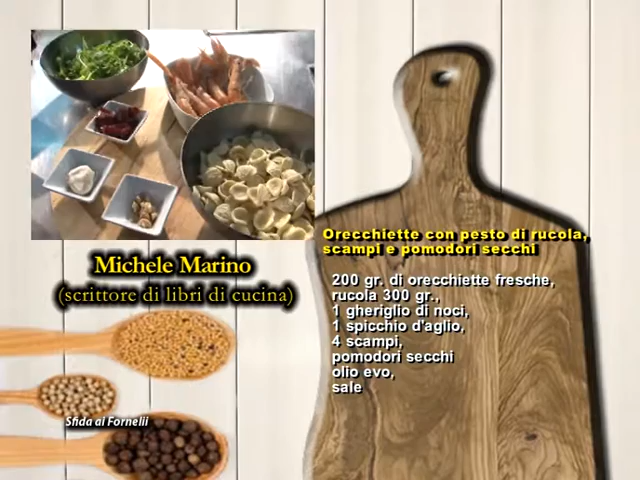 Orecchiette con pesto di rucola,
scampi e pomodori secchi
Michele Marino
(scrittore di libri di cucina)
200 gr. di orecchiette fresche,
rucola 300 gr.,
1 gheriglio di noci,
1 spicchio d'aglio,
4 scampi,
pomodori secchi
olio evo,
sale
Sfida ai Fornelli